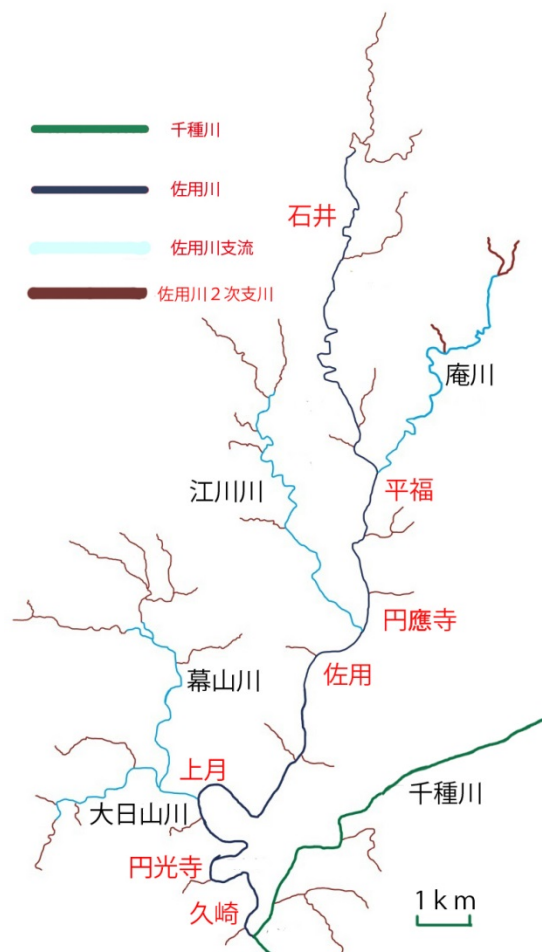 千種川
佐用川
佐用川支流
佐用川２次支川
石井
庵川
平福
江川川
円應寺
佐用
幕山川
上月
千種川
大日山川
円光寺
久崎
1ｋｍ